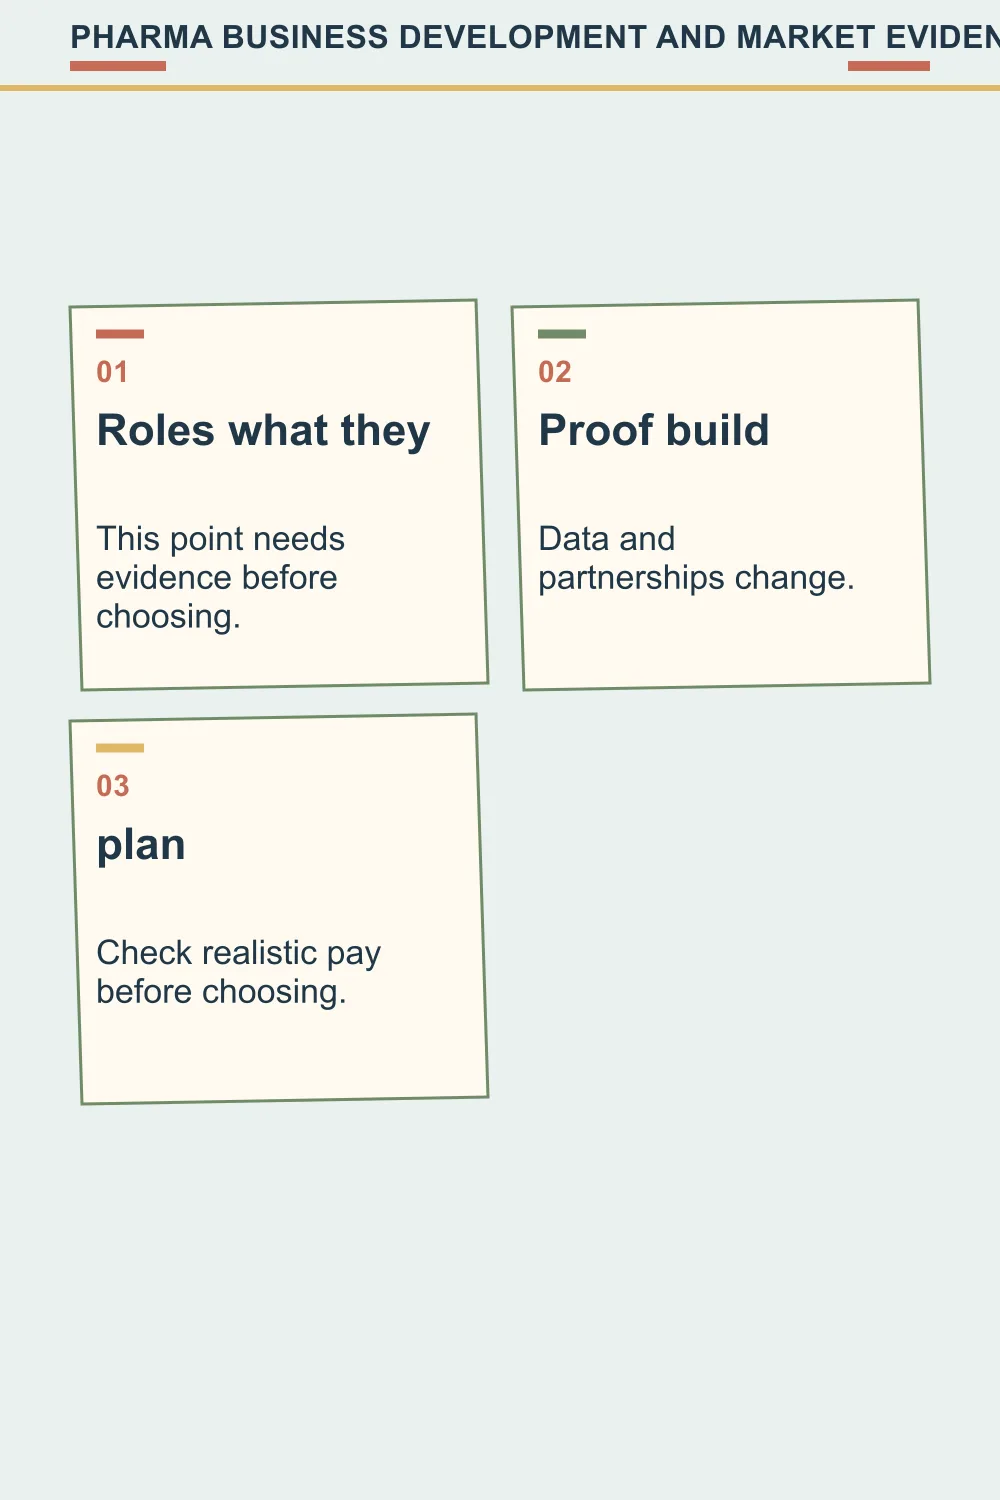 PHARMA BUSINESS DEVELOPMENT AND MARKET EVIDEN
01
Roles what they
This point needs
evidence before
choosing.
02
Proof build
Data and
partnerships change.
03
plan
Check realistic pay
before choosing.